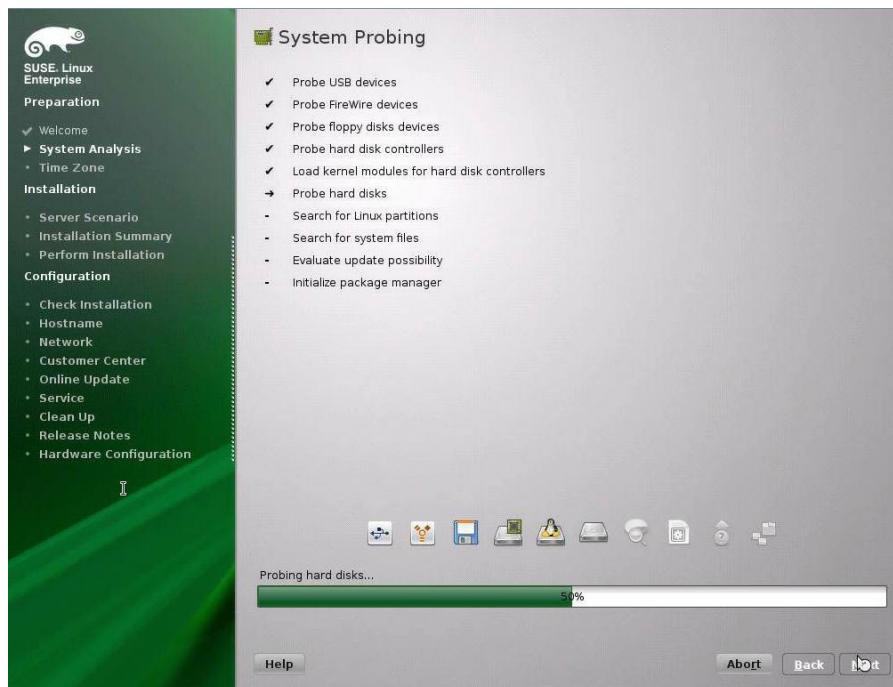 SUSE. Linux
Enterprise
Preparation
Welcome
System Analysis
Time Zone
Installation
Server Scenario
Installation Summary
Perform Installation
Configuration
Check Installation
Hostname
Network
Customer Center
Online Update
Service
Clean Up
Release Notes
Hardware Configuration
System Probing
Probe USB devices
Probe FireWire devices
Probe floppy disks devices
Probe hard disk controllers
Load kernel modules for hard disk controllers
Probe hard disks
Search for Linux partitions
Search for system files
Evaluate update possibility
Initialize package manager
Probing hard disks...
50%
Help
Abort
Back